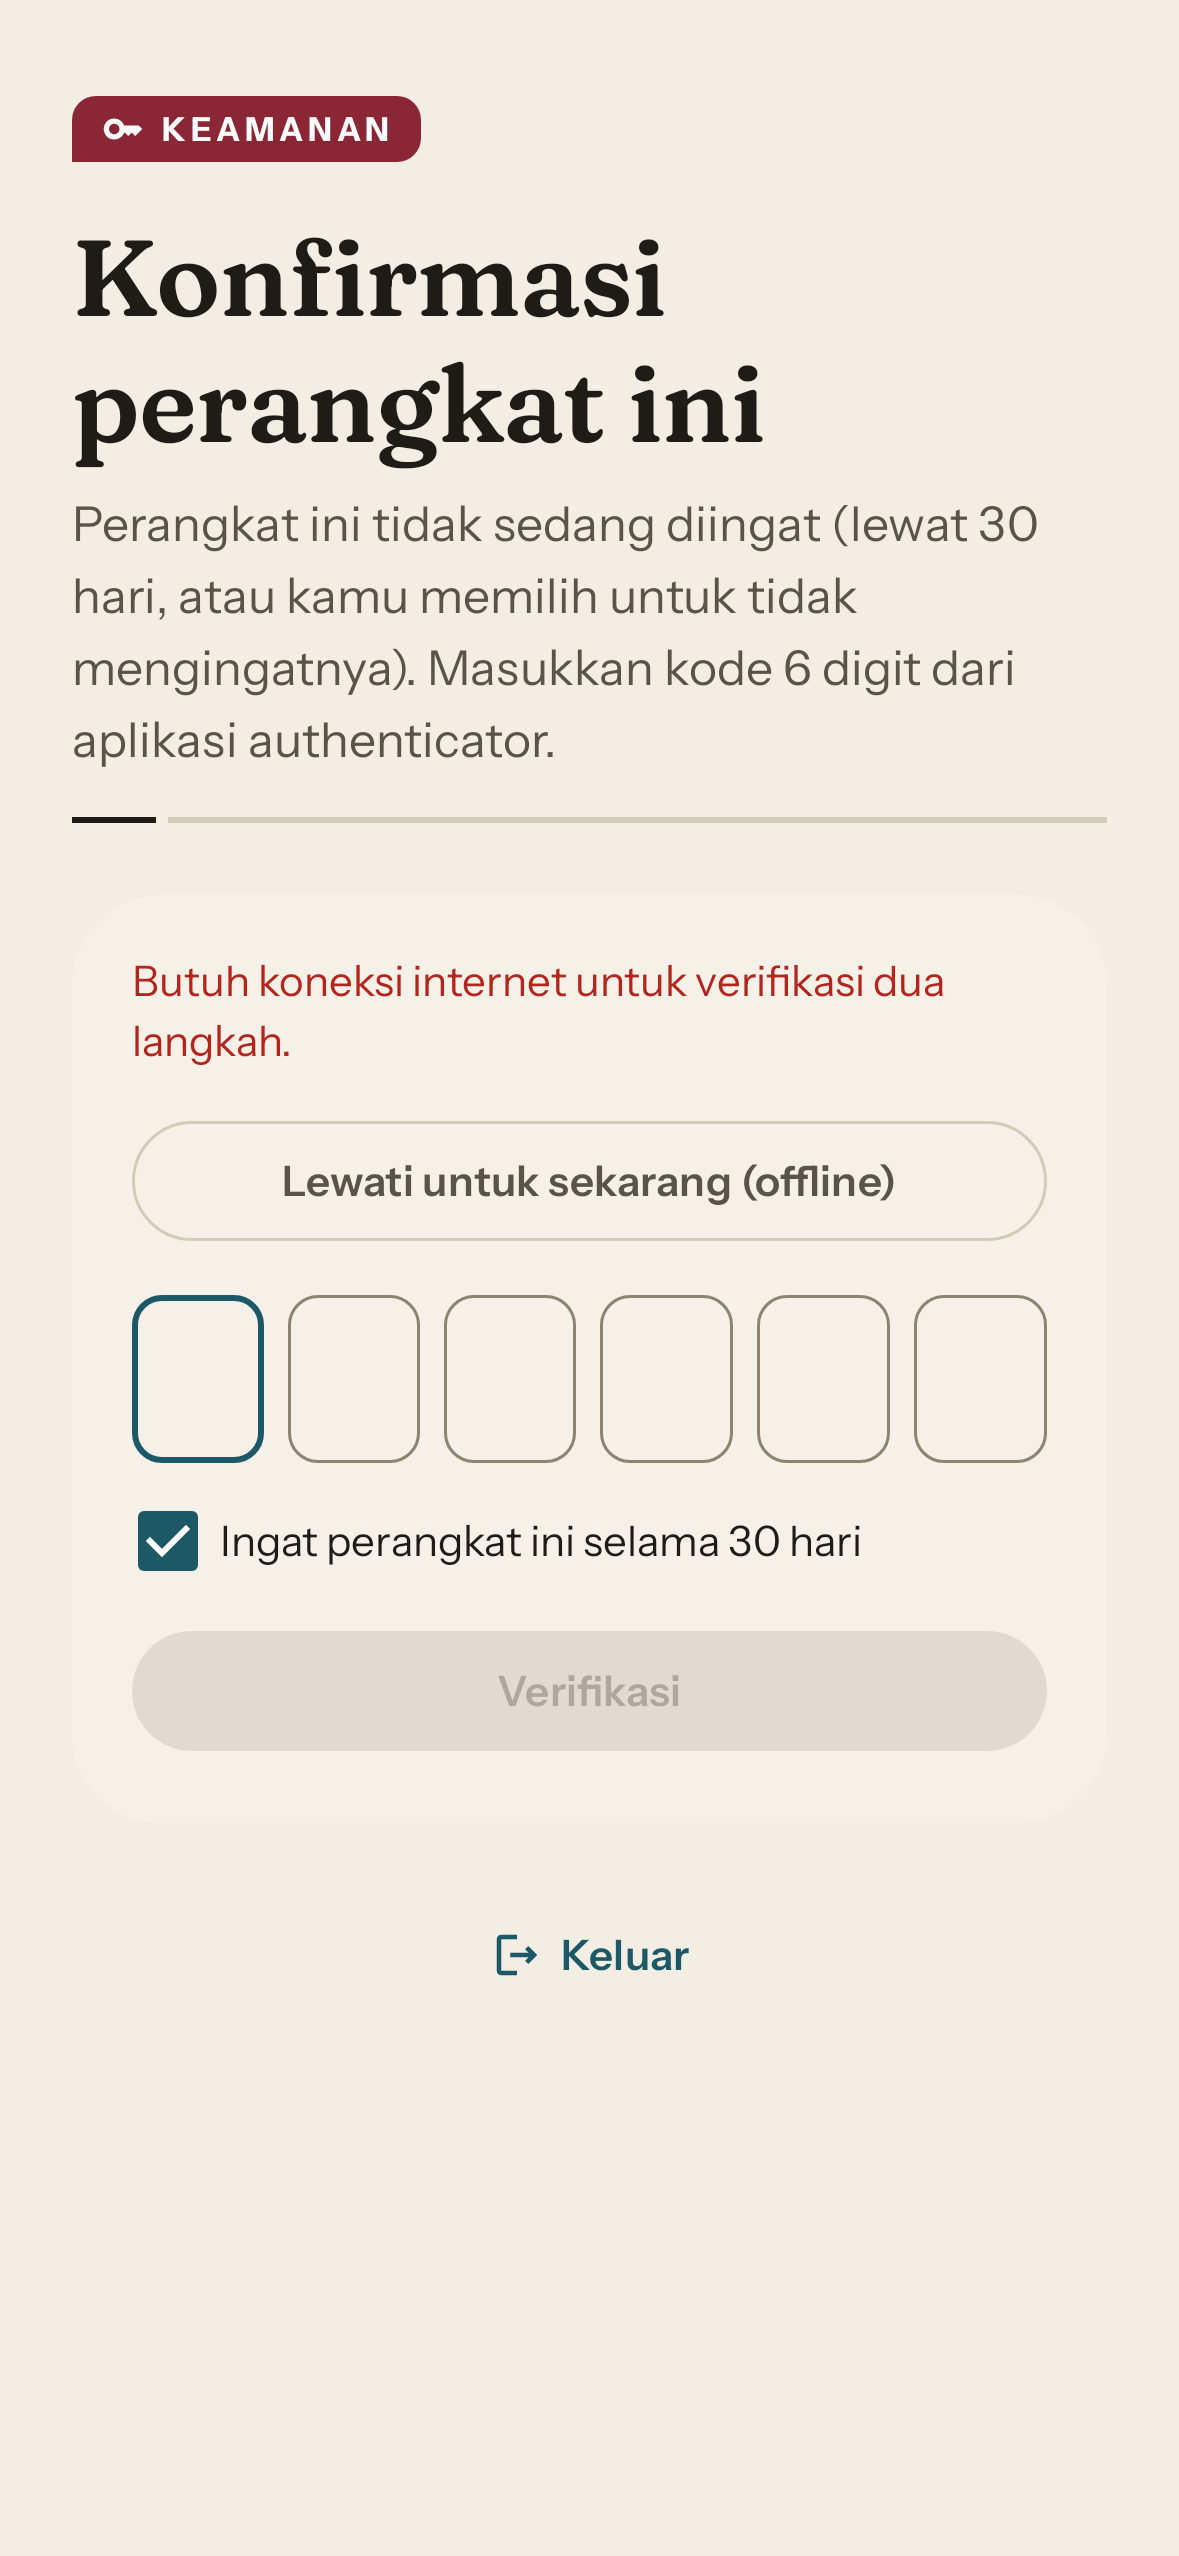 KEAMANAN
Konfirmasi
perangkat ini
Perangkat ini tidak sedang diingat (lewat 30
hari, atau kamu memilih untuk tidak
mengingatnya). Masukkan kode 6 digit dari
aplikasi authenticator.
Butuh koneksi internet untuk verifikasi dua
langkah.
Lewati untuk sekarang (offline)
Ingat perangkat ini selama 30 hari
Verifikasi
Keluar